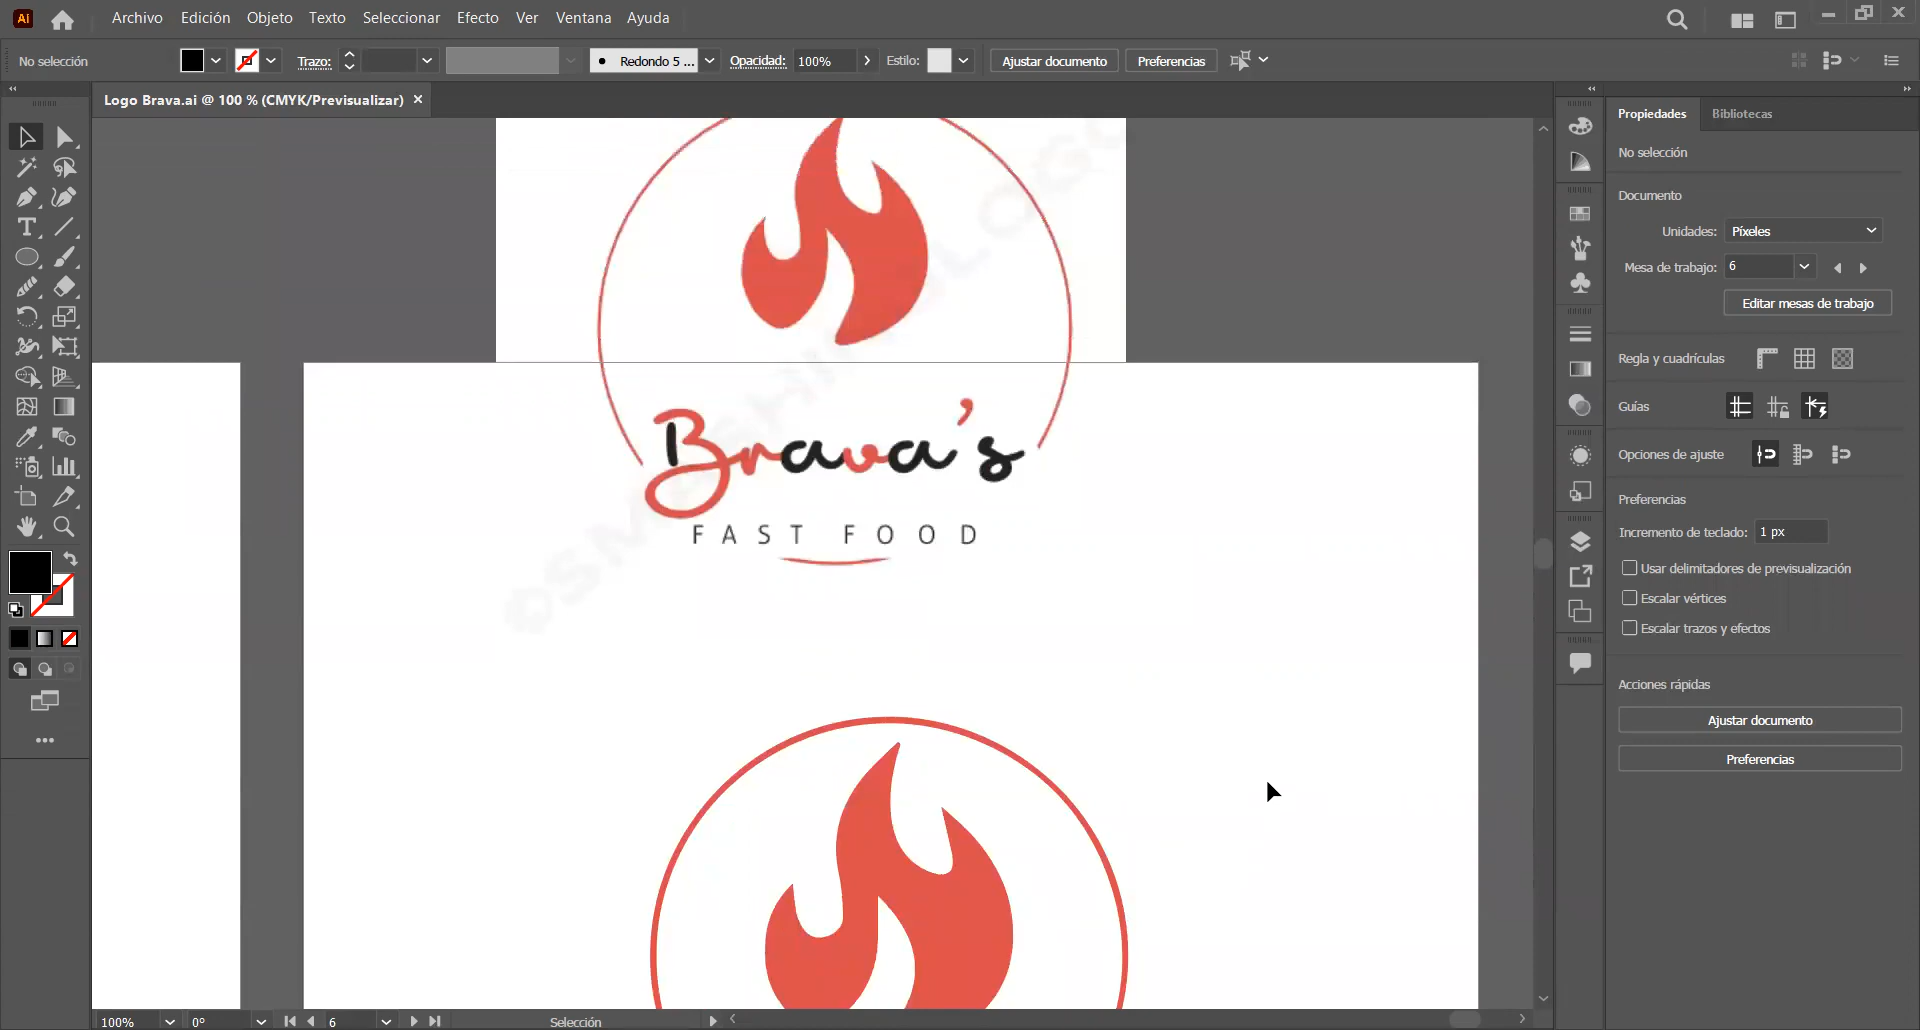 Ai Archivo Edición Objeto Texto Seleccionar Efecto Ver Ventana Ayuda
No selección Trazo: Redondo 5 ... Opacidad: 100% Estilo: Ajustar documento Preferencias
Logo Brava.ai @ 100 % (CMYK/Previsualizar) ×
Propiedades Bibliotecas
No selección
Documento
Unidades: Píxeles
Mesa de trabajo: 6
Editar mesas de trabajo
Regla y cuadrículas
Guías
Opciones de ajuste
Preferencias
Incremento de teclado: 1 px
Usar delimitadores de previsualización
Escalar vértices
Escalar trazos y efectos
Acciones rápidas
Ajustar documento
Preferencias
Brava's
FAST FOOD
100% 0° 6 Selección